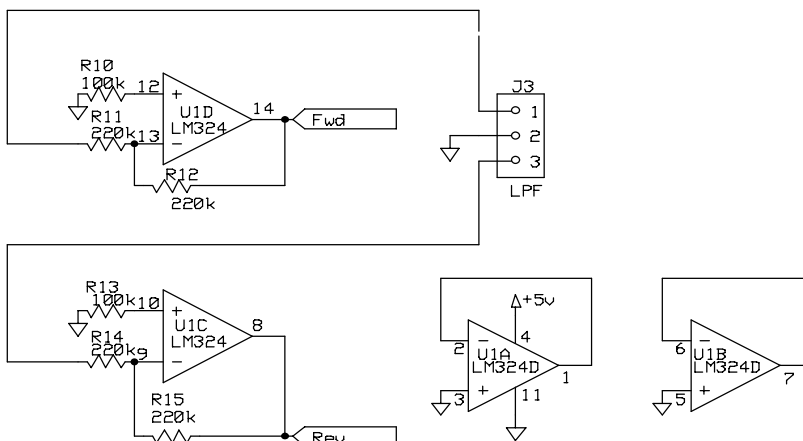 R10
100k
12
+
U1D
LM324
14
Fwd
R11
220k
13
−
R12
220k
J3
1
2
3
LPF
R13
100k
10
+
U1C
LM324
8
R14
220k
9
−
R15
220k
Rev
+5v
2
−
4
U1A
LM324D
1
3
+
11
6
−
U1B
LM324D
7
5
+